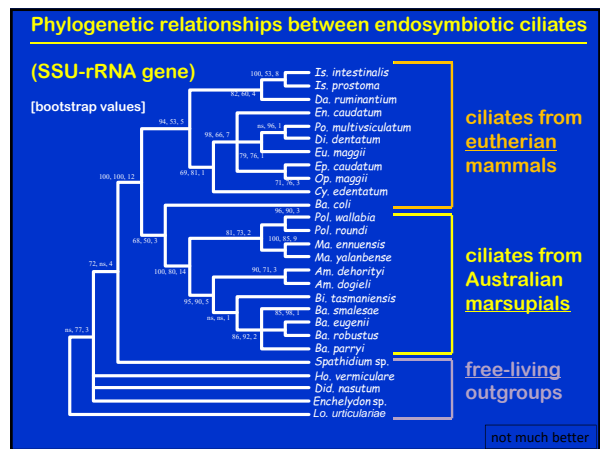 Phylogenetic relationships between endosymbiotic ciliates
(SSU-rRNA gene)
[bootstrap values]
100, 53, 8
82, 60, 4
94, 53, 5
98, 66, 7
ns, 96, 1
79, 76, 1
69, 81, 1
71, 76, 3
100, 100, 12
96, 90, 3
81, 73, 2
100, 85, 9
68, 50, 3
100, 80, 14
90, 71, 3
95, 90, 5
ns, ns, 1
85, 98, 1
86, 92, 2
72, ns, 4
ns, 77, 3
Is. intestinalis
Is. prostoma
Da. ruminantium
En. caudatum
Po. multivsiculatum
Di. dentatum
Eu. maggii
Ep. caudatum
Op. maggii
Cy. edentatum
Ba. coli
Pol. wallabia
Pol. roundi
Ma. ennuensis
Ma. yalanbense
Am. dehorityi
Am. dogieli
Bi. tasmaniensis
Ba. smalesae
Ba. eugenii
Ba. robustus
Ba. parryi
Spathidium sp.
Ho. vermiculare
Did. nasutum
Enchelydon sp.
Lo. urticulariae
ciliates from
eutherian
mammals
ciliates from
Australian
marsupials
free-living
outgroups
not much better